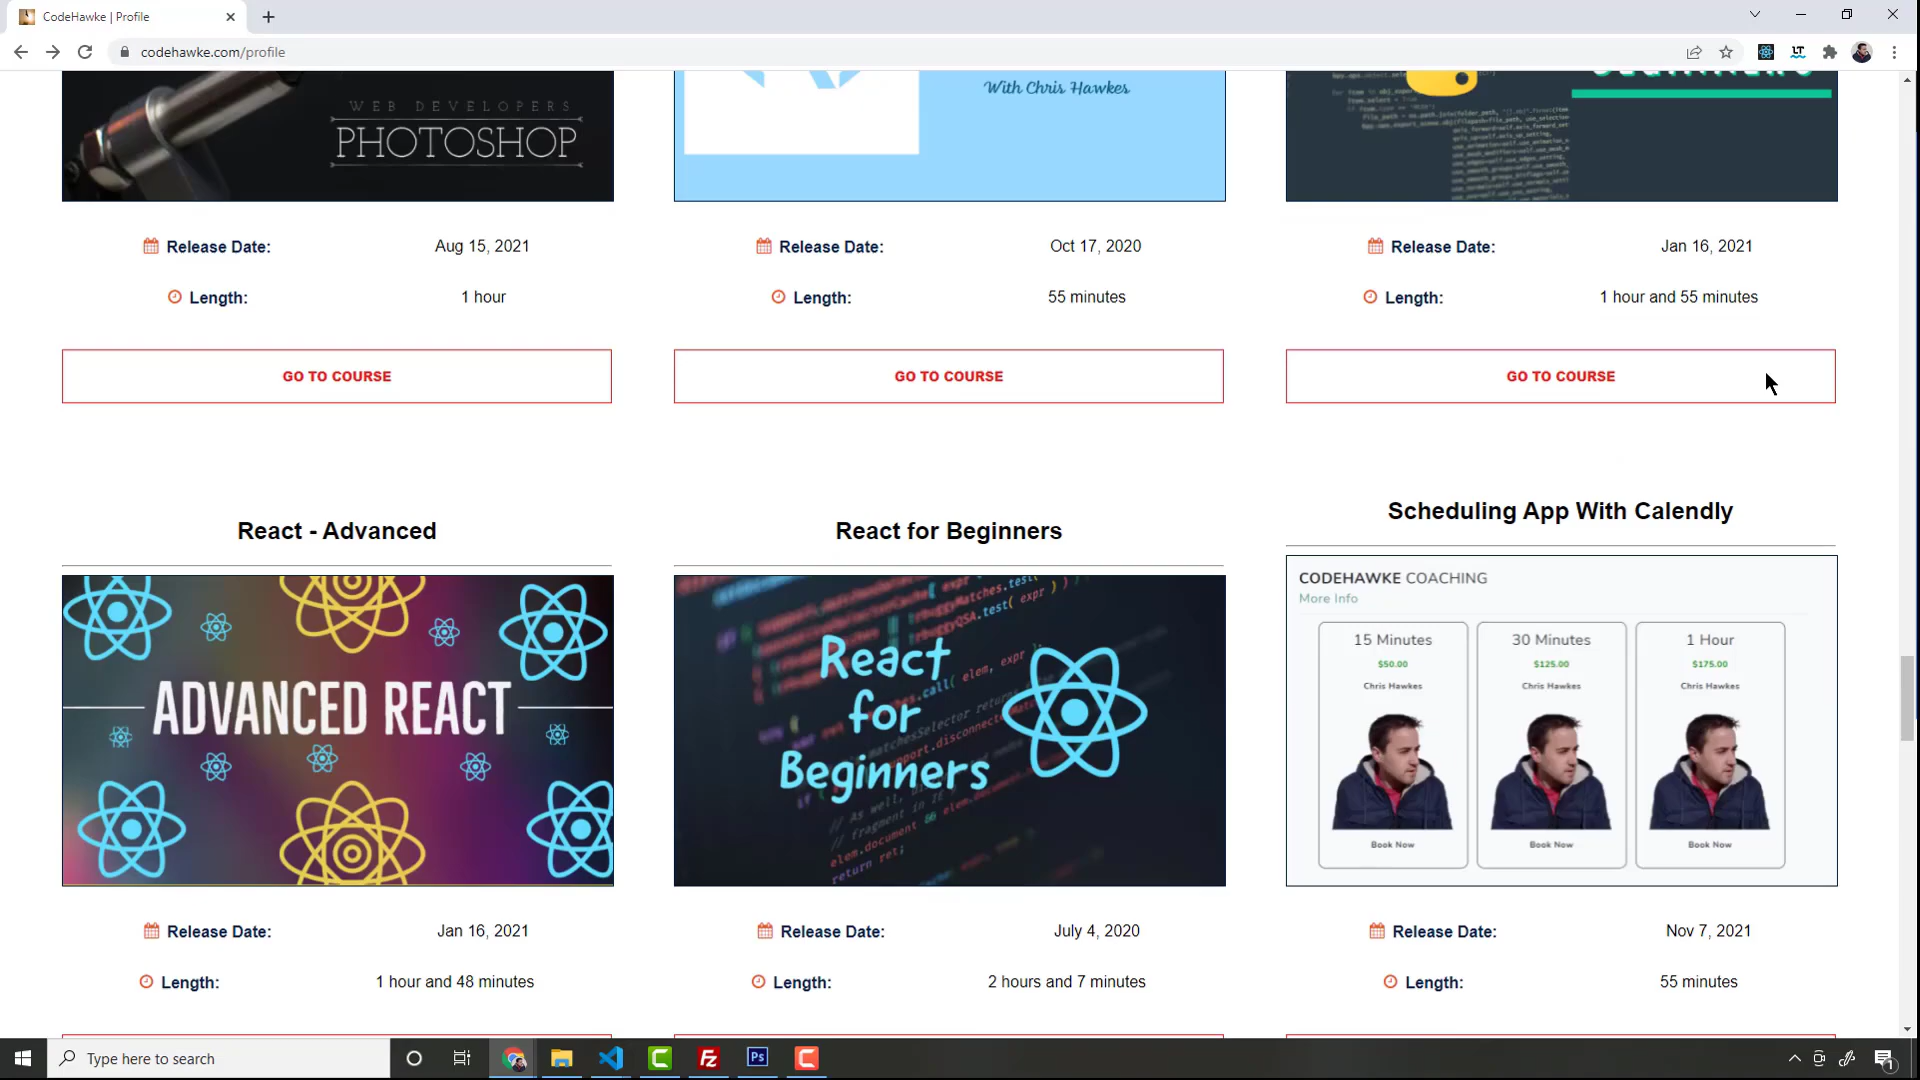 CodeHawke | Profile
codehawke.com/profile
WEB DEVELOPERS
PHOTOSHOP
With Chris Hawkes
BEGINNERS
Release Date: Aug 15, 2021
Release Date: Oct 17, 2020
Release Date: Jan 16, 2021
Length: 1 hour
Length: 55 minutes
Length: 1 hour and 55 minutes
GO TO COURSE
GO TO COURSE
GO TO COURSE
React - Advanced
React for Beginners
Scheduling App With Calendly
ADVANCED REACT
React
for
Beginners
CODEHAWKE COACHING
More Info
15 Minutes
$50.00
Chris Hawkes
Book Now
30 Minutes
$125.00
Chris Hawkes
Book Now
1 Hour
$175.00
Chris Hawkes
Book Now
Release Date: Jan 16, 2021
Release Date: July 4, 2020
Release Date: Nov 7, 2021
Length: 1 hour and 48 minutes
Length: 2 hours and 7 minutes
Length: 55 minutes
Type here to search
LT
Fz
Ps
1